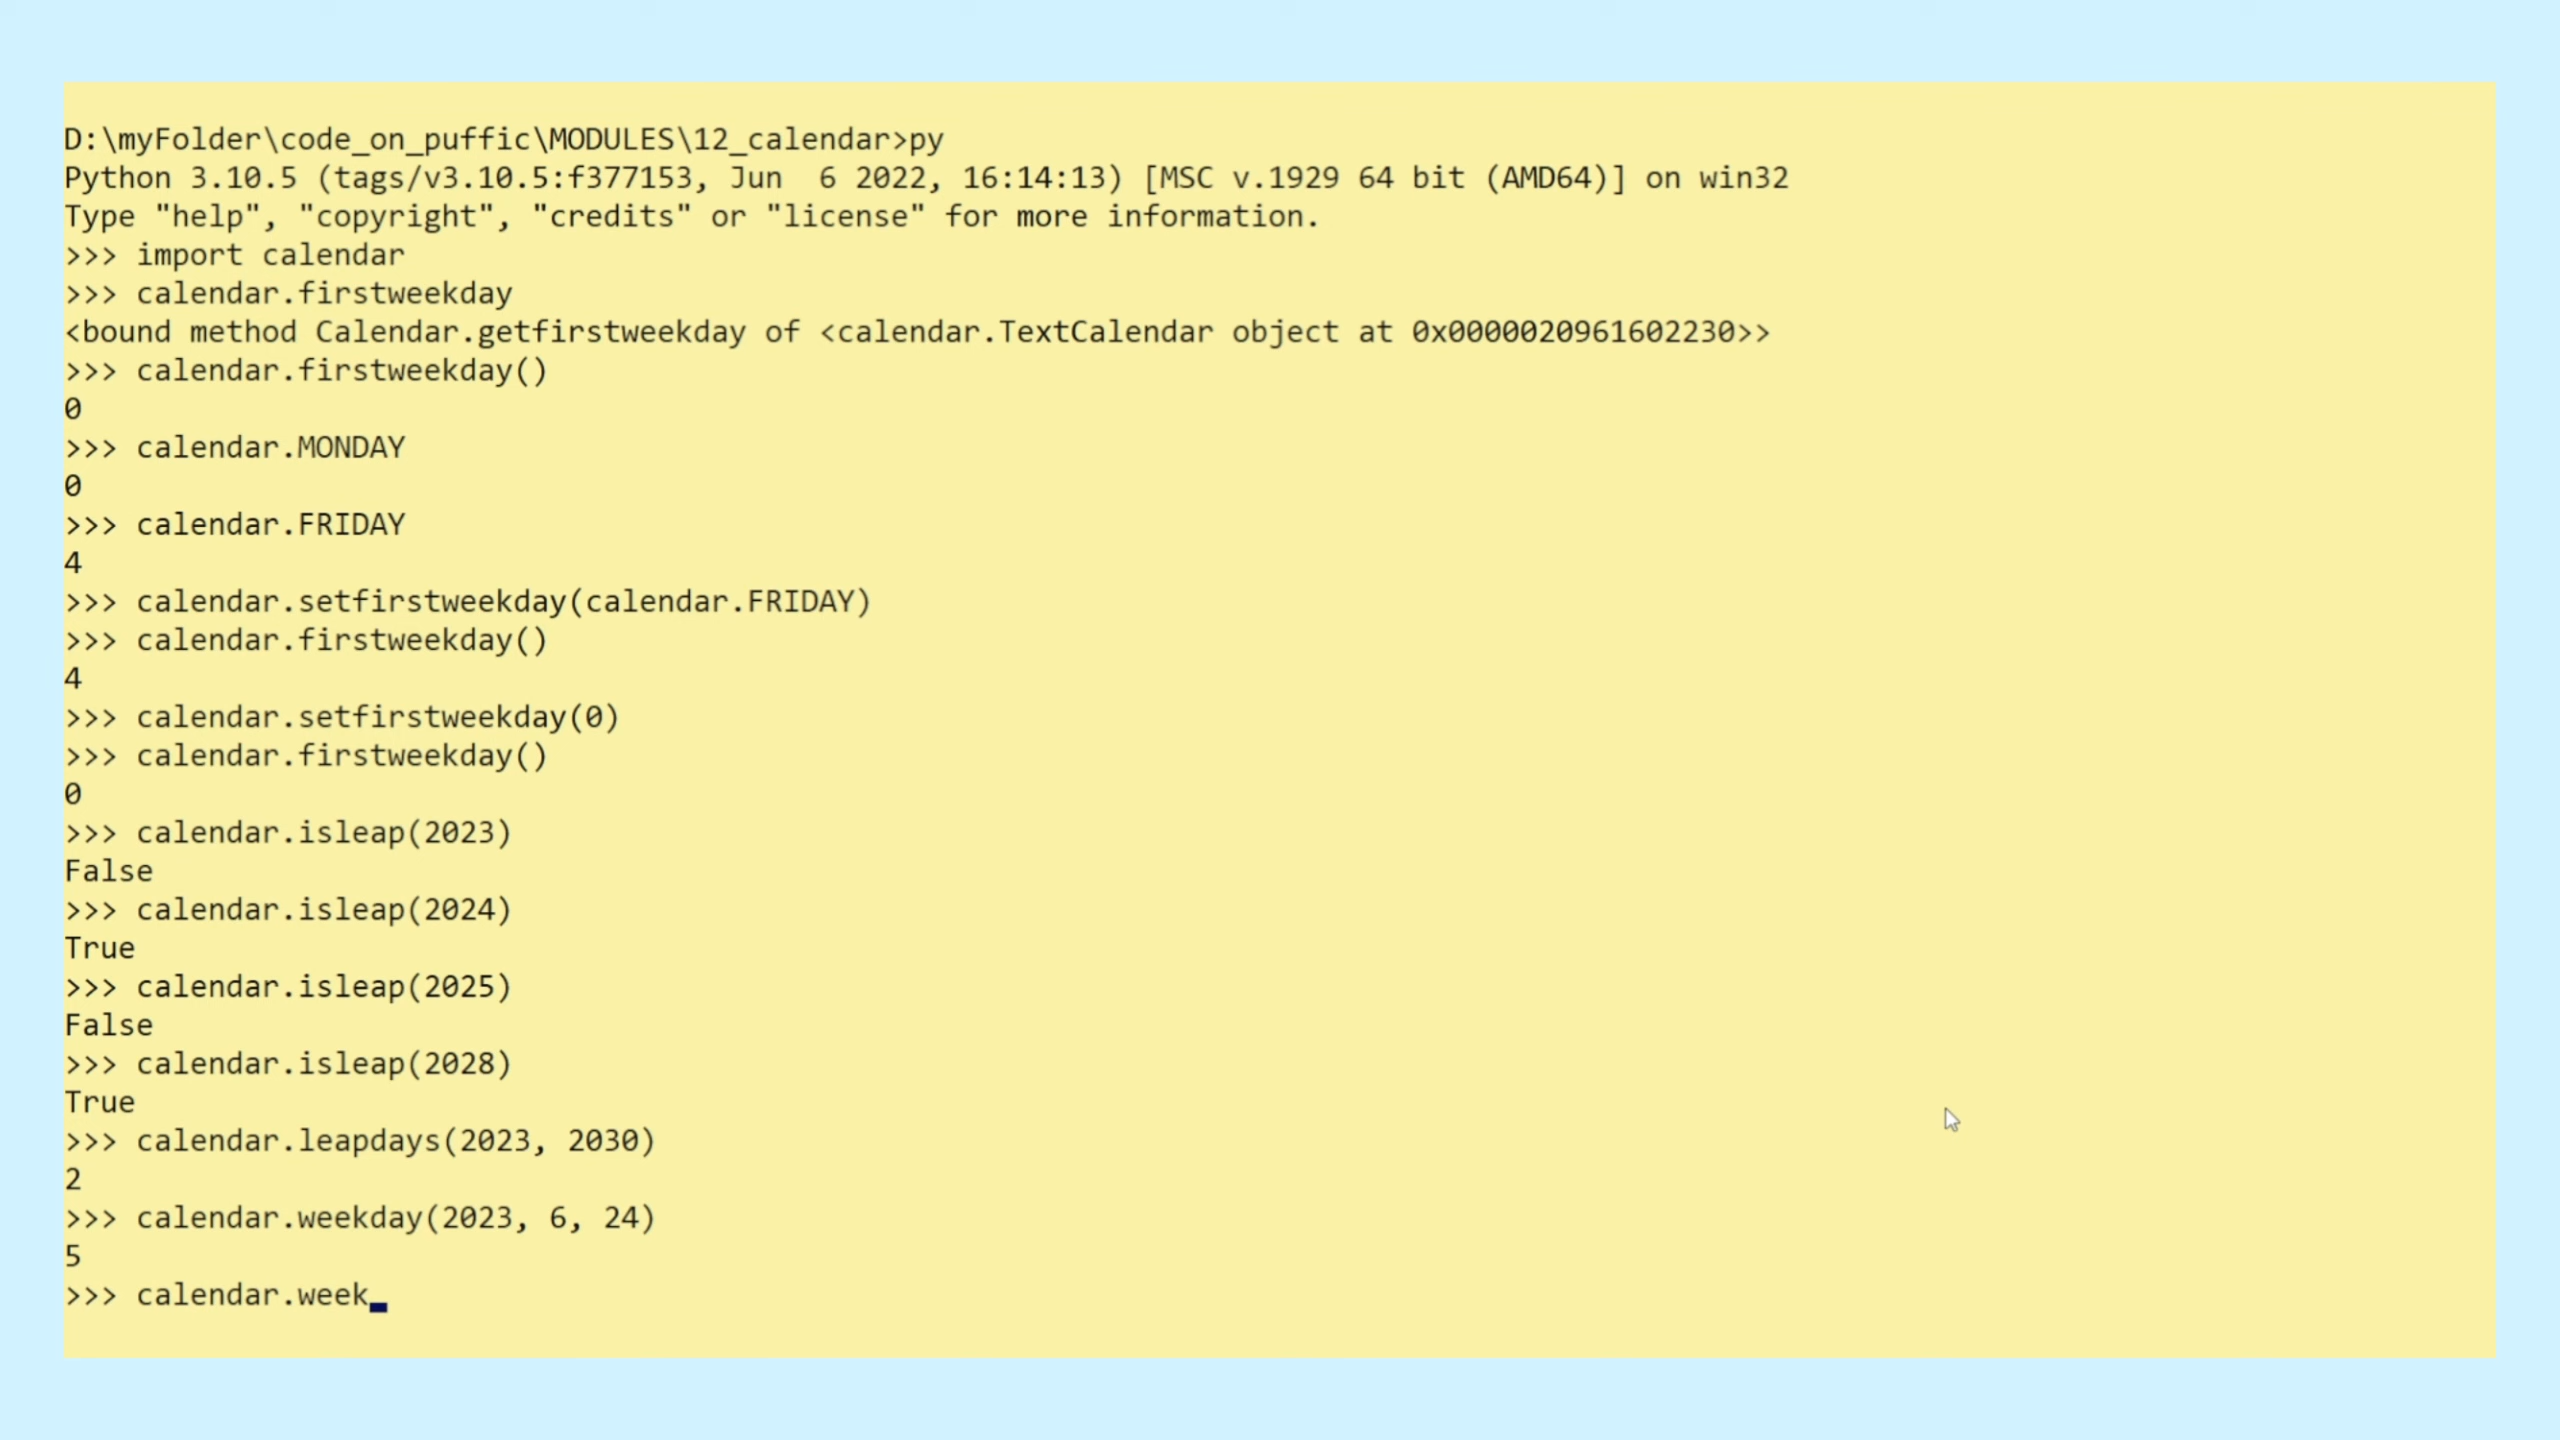 D:\myFolder\code_on_puffic\MODULES\12_calendar>py
Python 3.10.5 (tags/v3.10.5:f377153, Jun  6 2022, 16:14:13) [MSC v.1929 64 bit (AMD64)] on win32
Type "help", "copyright", "credits" or "license" for more information.
>>> import calendar
>>> calendar.firstweekday
<bound method Calendar.getfirstweekday of <calendar.TextCalendar object at 0x0000020961602230>>
>>> calendar.firstweekday()
0
>>> calendar.MONDAY
0
>>> calendar.FRIDAY
4
>>> calendar.setfirstweekday(calendar.FRIDAY)
>>> calendar.firstweekday()
4
>>> calendar.setfirstweekday(0)
>>> calendar.firstweekday()
0
>>> calendar.isleap(2023)
False
>>> calendar.isleap(2024)
True
>>> calendar.isleap(2025)
False
>>> calendar.isleap(2028)
True
>>> calendar.leapdays(2023, 2030)
2
>>> calendar.weekday(2023, 6, 24)
5
>>> calendar.week